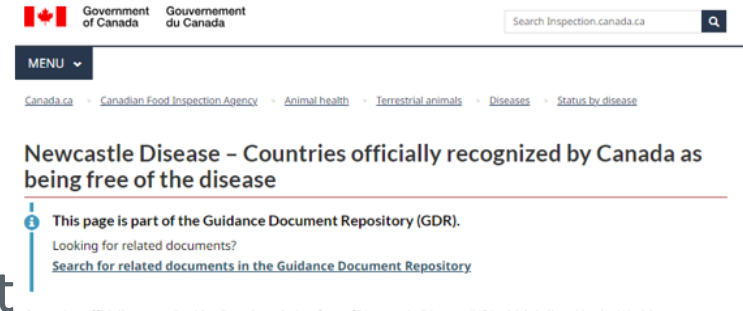 Government of Canada
Gouvernement du Canada
Search Inspection.canada.ca
MENU
Canada.ca
Canadian Food Inspection Agency
Animal health
Terrestrial animals
Diseases
Status by disease
Newcastle Disease – Countries officially recognized by Canada as
being free of the disease
This page is part of the Guidance Document Repository (GDR).
Looking for related documents?
Search for related documents in the Guidance Document Repository
t